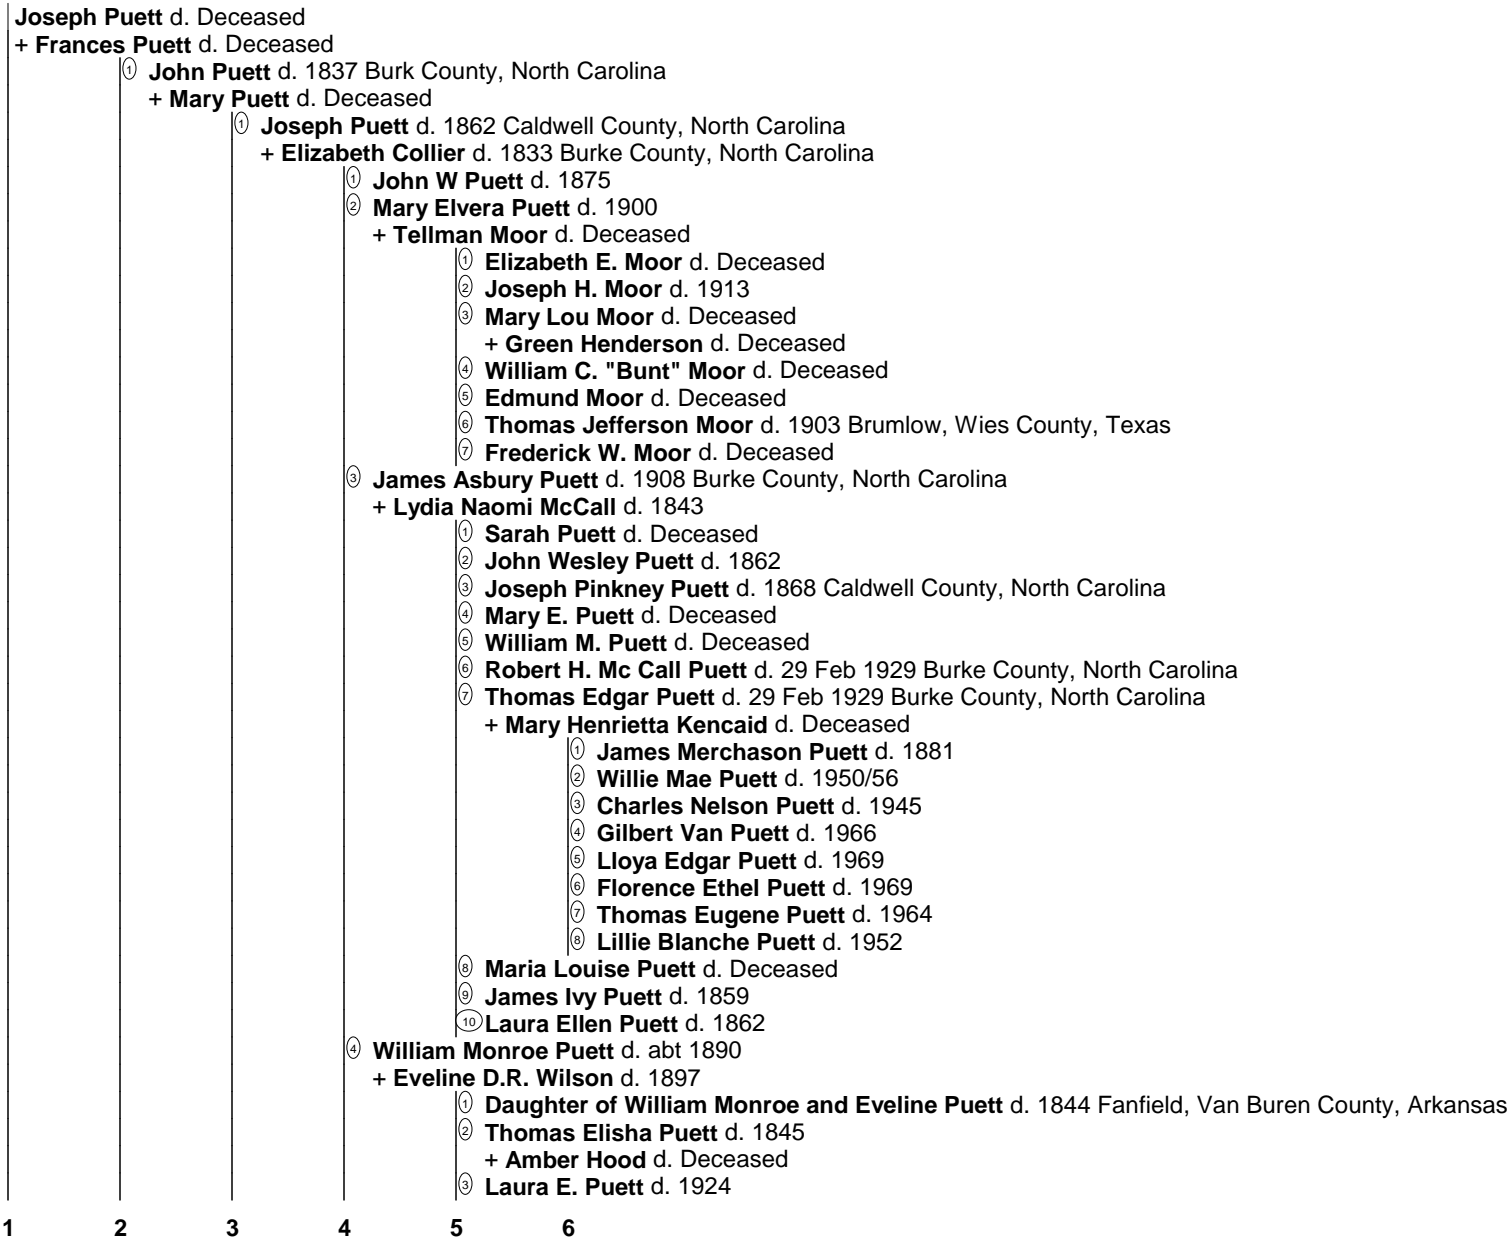 Joseph Puett d. Deceased
+ Frances Puett d. Deceased
1 John Puett d. 1837 Burk County, North Carolina
+ Mary Puett d. Deceased
1 Joseph Puett d. 1862 Caldwell County, North Carolina
+ Elizabeth Collier d. 1833 Burke County, North Carolina
1 John W Puett d. 1875
2 Mary Elvera Puett d. 1900
+ Tellman Moor d. Deceased
1 Elizabeth E. Moor d. Deceased
2 Joseph H. Moor d. 1913
3 Mary Lou Moor d. Deceased
+ Green Henderson d. Deceased
4 William C. "Bunt" Moor d. Deceased
5 Edmund Moor d. Deceased
6 Thomas Jefferson Moor d. 1903 Brumlow, Wies County, Texas
7 Frederick W. Moor d. Deceased
3 James Asbury Puett d. 1908 Burke County, North Carolina
+ Lydia Naomi McCall d. 1843
1 Sarah Puett d. Deceased
2 John Wesley Puett d. 1862
3 Joseph Pinkney Puett d. 1868 Caldwell County, North Carolina
4 Mary E. Puett d. Deceased
5 William M. Puett d. Deceased
6 Robert H. Mc Call Puett d. 29 Feb 1929 Burke County, North Carolina
7 Thomas Edgar Puett d. 29 Feb 1929 Burke County, North Carolina
+ Mary Henrietta Kencaid d. Deceased
1 James Merchason Puett d. 1881
2 Willie Mae Puett d. 1950/56
3 Charles Nelson Puett d. 1945
4 Gilbert Van Puett d. 1966
5 Lloya Edgar Puett d. 1969
6 Florence Ethel Puett d. 1969
7 Thomas Eugene Puett d. 1964
8 Lillie Blanche Puett d. 1952
8 Maria Louise Puett d. Deceased
9 James Ivy Puett d. 1859
10 Laura Ellen Puett d. 1862
4 William Monroe Puett d. abt 1890
+ Eveline D.R. Wilson d. 1897
1 Daughter of William Monroe and Eveline Puett d. 1844 Fanfield, Van Buren County, Arkansas
2 Thomas Elisha Puett d. 1845
+ Amber Hood d. Deceased
3 Laura E. Puett d. 1924
1 2 3 4 5 6